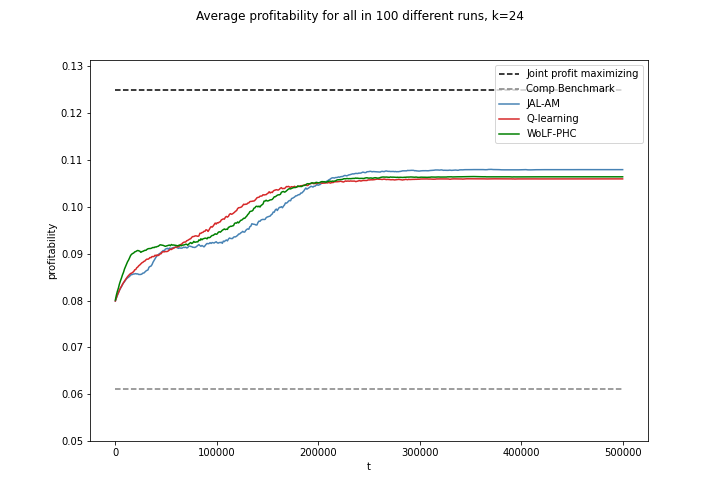 Average profitability for all in 100 different runs, k=24
0.13
0.12
0.11
0.10
0.09
0.08
0.07
0.06
0.05
profitability
Joint profit maximizing
Comp Benchmark
JAL-AM
Q-learning
WoLF-PHC
0 100000 200000 300000 400000 500000
t